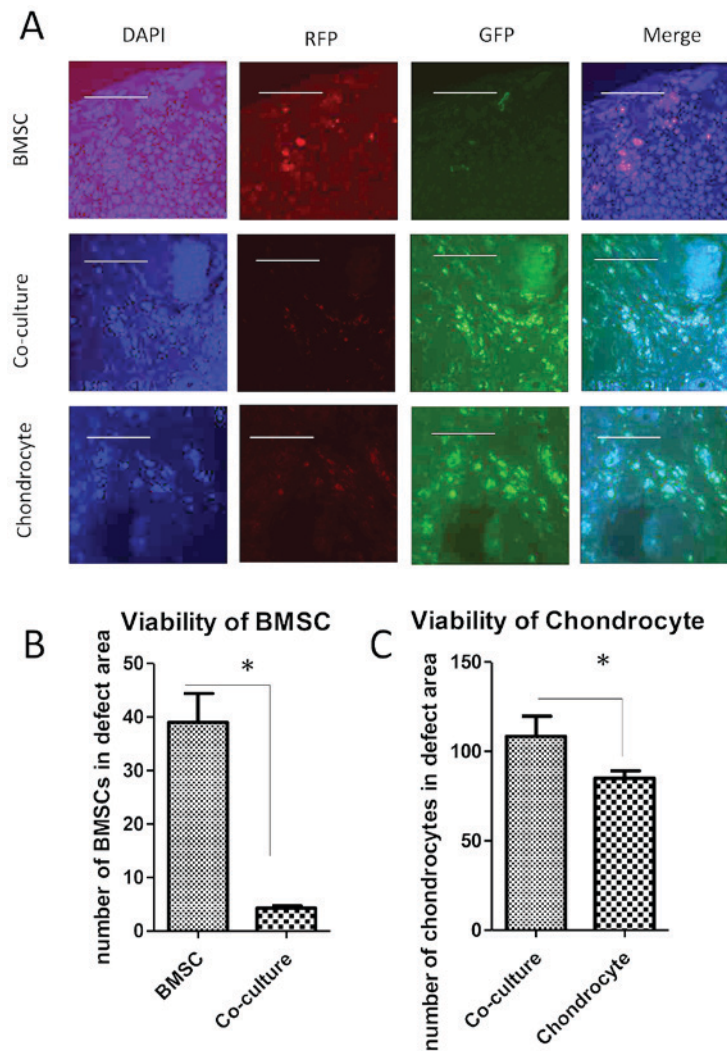 A
DAPI RFP GFP Merge
BMSC
Co-culture
Chondrocyte
B
Viability of BMSC
number of BMSCs in defect area
50
40
30
20
10
0
*
BMSC
Co-culture
C
Viability of Chondrocyte
number of chondrocytes in defect area
150
100
50
0
*
Co-culture
Chondrocyte